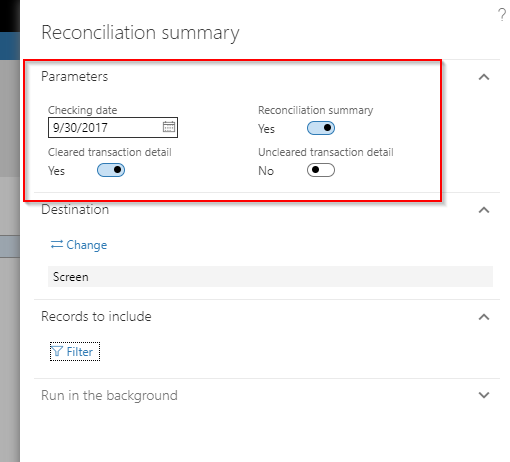 ?
Reconciliation summary
Parameters
Checking date
Reconciliation summary
9/30/2017
Yes
Cleared transaction detail
Uncleared transaction detail
Yes
No
Destination
Change
Screen
Records to include
Filter
Run in the background